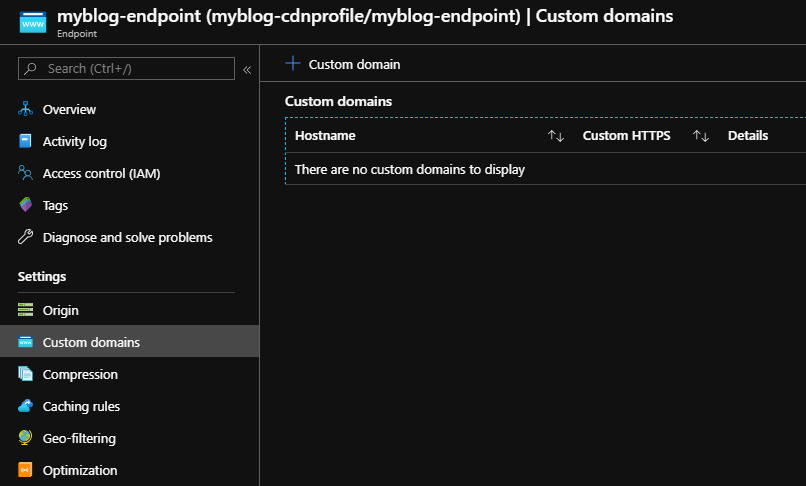 myblog-endpoint (myblog-cdnprofile/myblog-endpoint) | Custom domains
Endpoint
Search (Ctrl+/)
«
Overview
Activity log
Access control (IAM)
Tags
Diagnose and solve problems
Settings
Origin
Custom domains
Compression
Caching rules
Geo-filtering
Optimization
+ Custom domain
Custom domains
Hostname ↑↓ Custom HTTPS ↑↓ Details
There are no custom domains to display